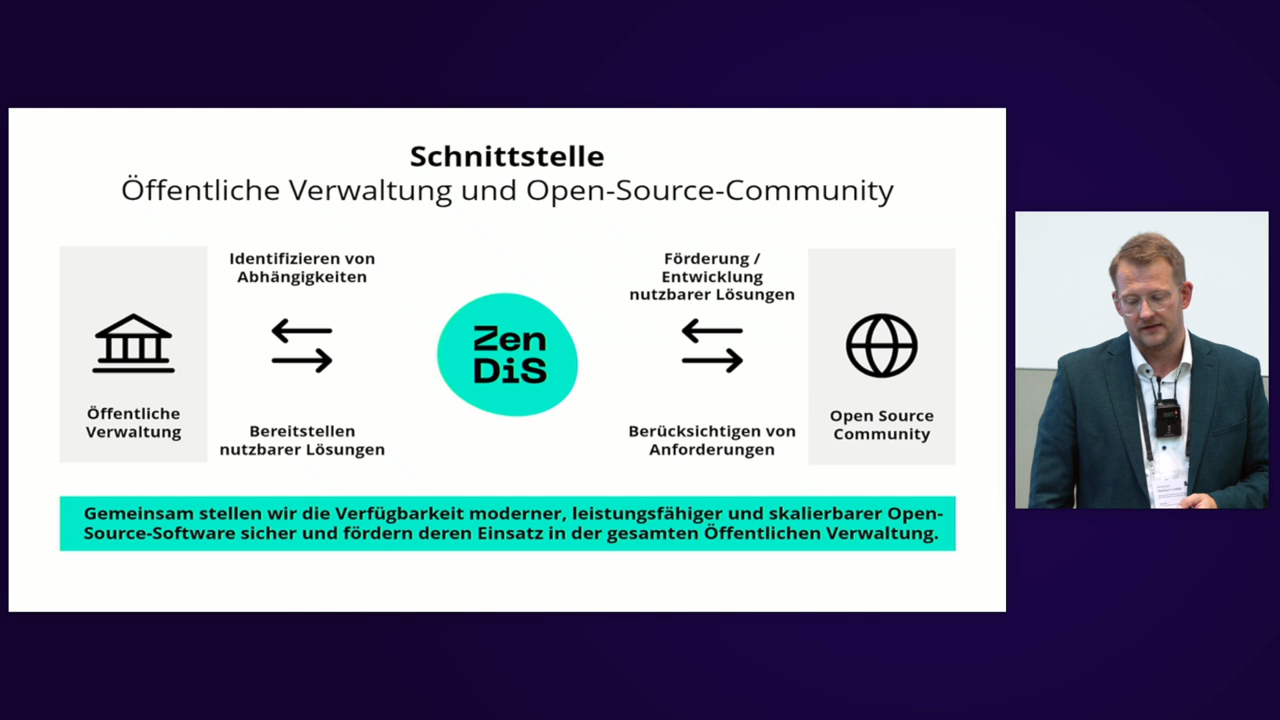 Schnittstelle
Öffentliche Verwaltung und Open-Source-Community
Identifizieren von
Abhängigkeiten
Förderung /
Entwicklung
nutzbarer Lösungen
Zen
DiS
Öffentliche
Verwaltung
Bereitstellen
nutzbarer Lösungen
Berücksichtigen von
Anforderungen
Open Source
Community
Gemeinsam stellen wir die Verfügbarkeit moderner, leistungsfähiger und skalierbarer Open-
Source-Software sicher und fördern deren Einsatz in der gesamten Öffentlichen Verwaltung.